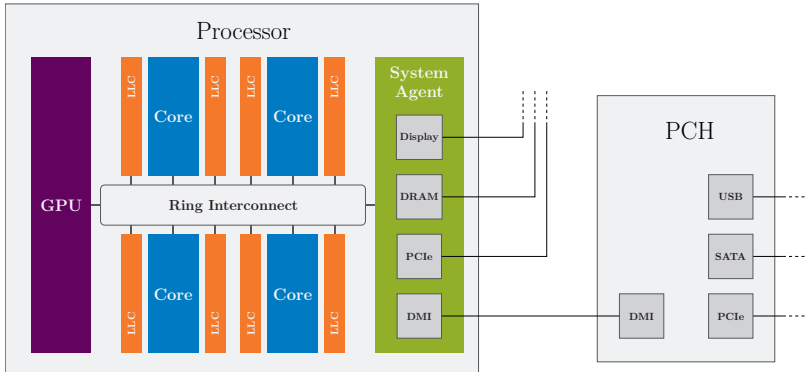 Processor
LLC
Core
LLC
LLC
Core
LLC
System
Agent
Display
DRAM
PCIe
DMI
GPU
Ring Interconnect
LLC
Core
LLC
LLC
Core
LLC
PCH
USB
SATA
DMI
PCIe